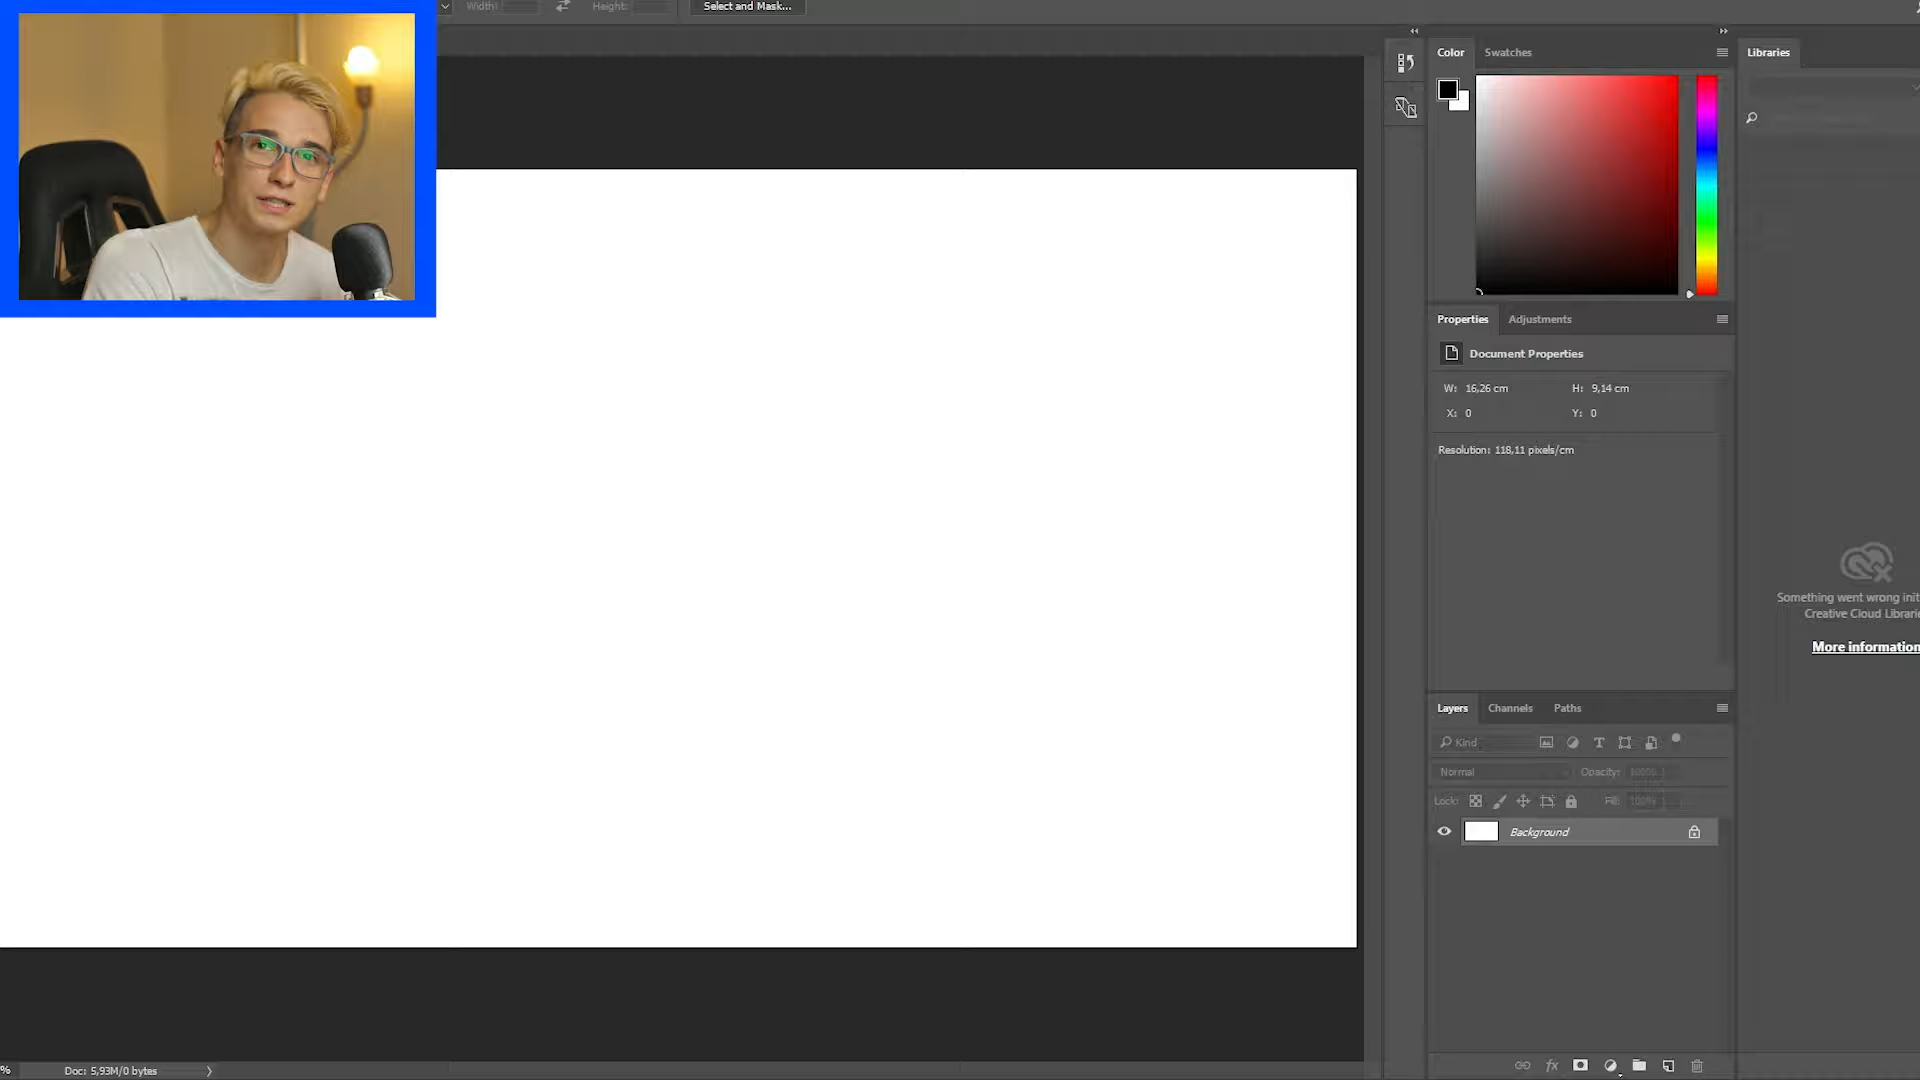 Width:
Height:
Select and Mask...
Color
Swatches
Libraries
Properties
Adjustments
Document Properties
W: 16,26 cm
H: 9,14 cm
X: 0
Y: 0
Resolution: 118,11 pixels/cm
Something went wrong
Creative Cloud
More information
Layers
Channels
Paths
Kind
Normal
Opacity: 100%
Lock:
Fill: 100%
Background
%
Doc: 5,93M/0 bytes